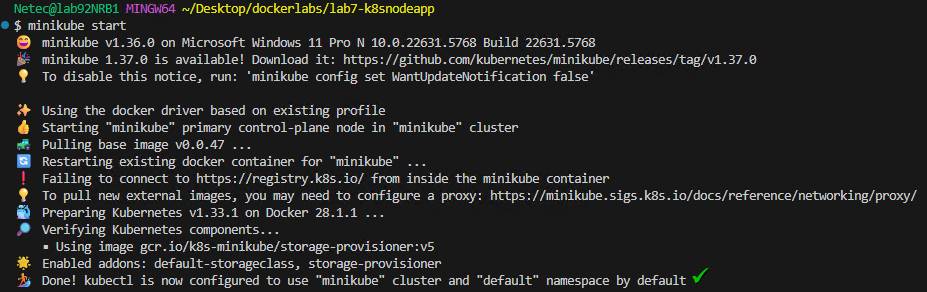 Netec@lab92NRB1 MINGW64 ~/Desktop/dockerlabs/lab7-k8snodeapp
$ minikube start
😄 minikube v1.36.0 on Microsoft Windows 11 Pro N 10.0.22631.5768 Build 22631.5768
🎉 minikube 1.37.0 is available! Download it: https://github.com/kubernetes/minikube/releases/tag/v1.37.0
💡 To disable this notice, run: 'minikube config set WantUpdateNotification false'
✨ Using the docker driver based on existing profile
👍 Starting "minikube" primary control-plane node in "minikube" cluster
🚜 Pulling base image v0.0.47 ...
🔄 Restarting existing docker container for "minikube" ...
❗ Failing to connect to https://registry.k8s.io/ from inside the minikube container
💡 To pull new external images, you may need to configure a proxy: https://minikube.sigs.k8s.io/docs/reference/networking/proxy/
🐳 Preparing Kubernetes v1.33.1 on Docker 28.1.1 ...
🔎 Verifying Kubernetes components...
▪ Using image gcr.io/k8s-minikube/storage-provisioner:v5
🌟 Enabled addons: default-storageclass, storage-provisioner
🏄 Done! kubectl is now configured to use "minikube" cluster and "default" namespace by default ✓